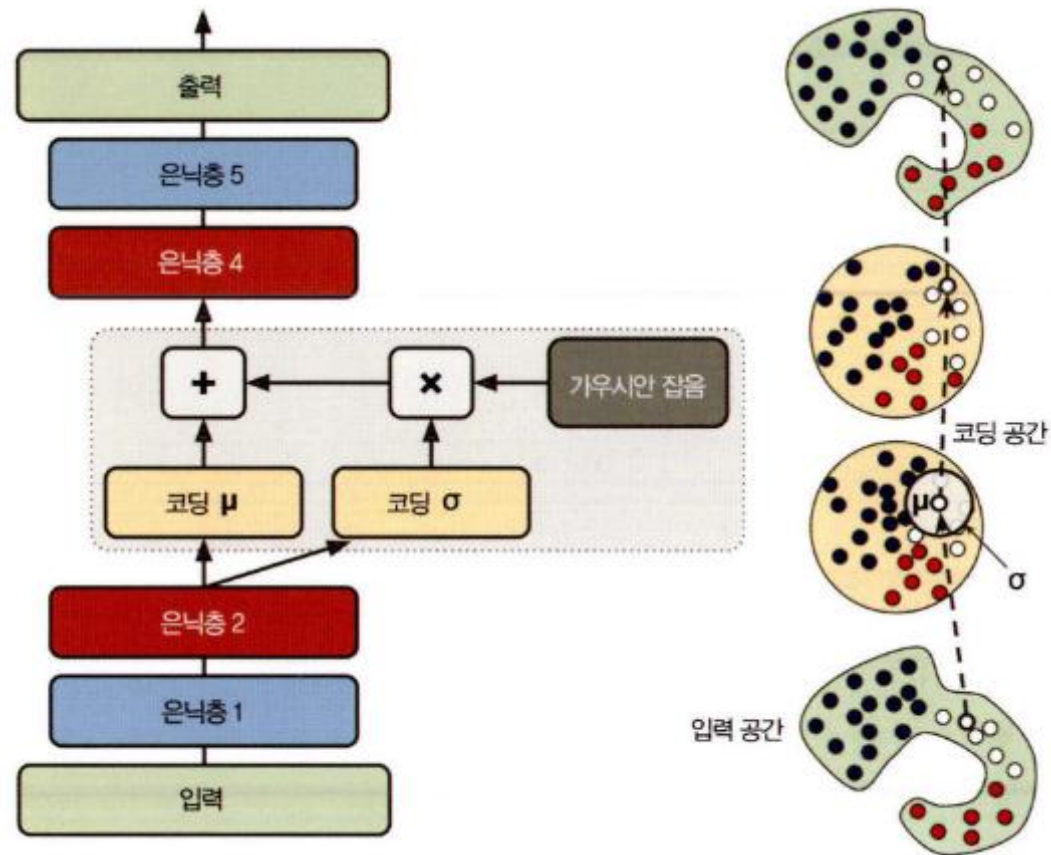 출력
은닉층 5
은닉층 4
+
×
가우시안 잡음
코딩 μ
코딩 σ
은닉층 2
은닉층 1
입력
코딩 공간
μ
σ
입력 공간